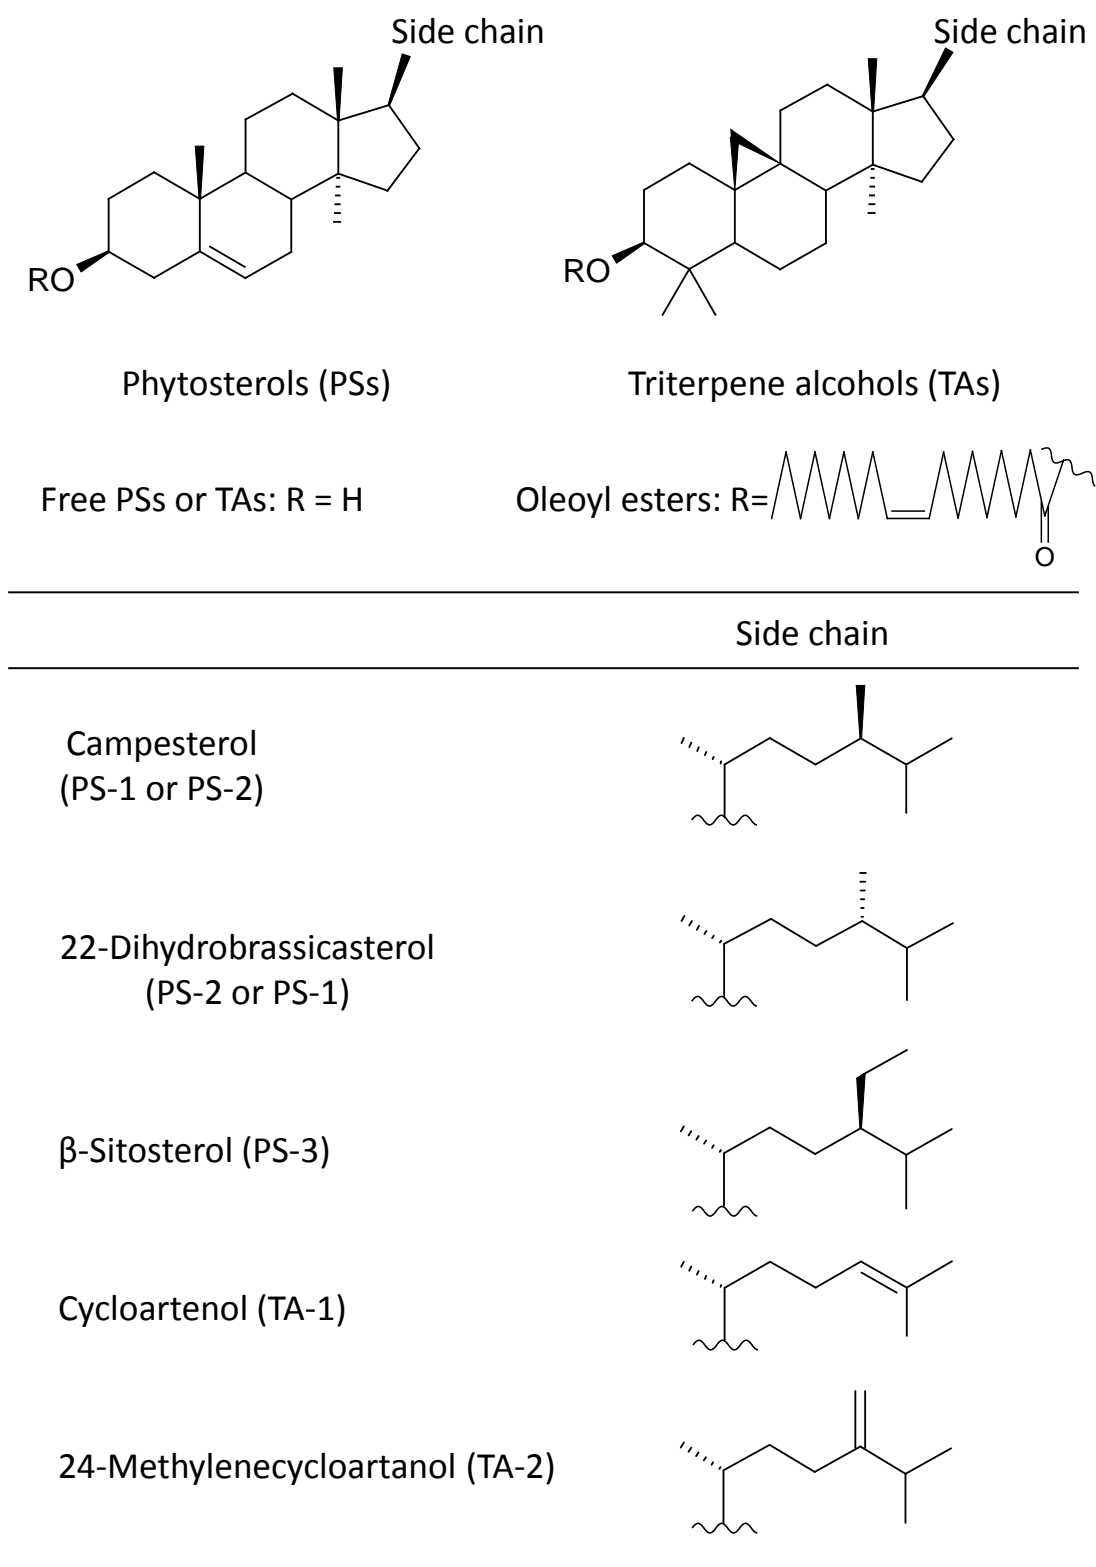 Side chain
Side chain
RO
RO
Phytosterols (PSs)
Triterpene alcohols (TAs)
Free PSs or TAs: R = H
Oleoyl esters: R=
O
Side chain
Campesterol
(PS-1 or PS-2)
22-Dihydrobrassicasterol
(PS-2 or PS-1)
β-Sitosterol (PS-3)
Cycloartenol (TA-1)
24-Methylenecycloartanol (TA-2)